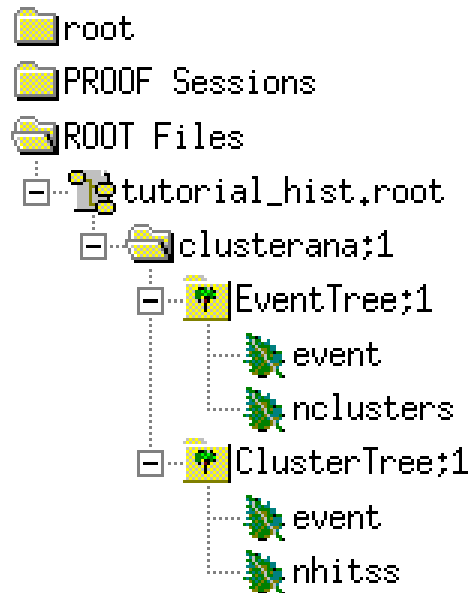 root
PROOF Sessions
ROOT Files
tutorial_hist.root
clusterana;1
EventTree;1
event
nclusters
ClusterTree;1
event
nhitss